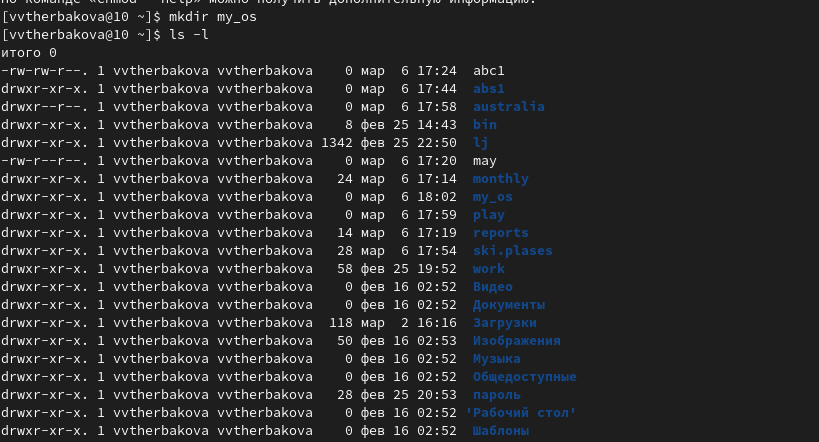 по команде «chmod --help» можно получить дополнительную информацию.
[vvtherbakova@10 ~]$ mkdir my_os
[vvtherbakova@10 ~]$ ls -l
итого 0
-rw-rw-r--. 1 vvtherbakova vvtherbakova    0 мар  6 17:24  abc1
drwxr-xr-x. 1 vvtherbakova vvtherbakova    0 мар  6 17:44  abs1
drwxr--r--. 1 vvtherbakova vvtherbakova    0 мар  6 17:58  australia
drwxr-xr-x. 1 vvtherbakova vvtherbakova    8 фев 25 14:43  bin
drwxr-xr-x. 1 vvtherbakova vvtherbakova 1342 фев 25 22:50  lj
-rw-r--r--. 1 vvtherbakova vvtherbakova    0 мар  6 17:20  may
drwxr-xr-x. 1 vvtherbakova vvtherbakova   24 мар  6 17:14  monthly
drwxr-xr-x. 1 vvtherbakova vvtherbakova    0 мар  6 18:02  my_os
drwxr-xr-x. 1 vvtherbakova vvtherbakova    0 мар  6 17:59  play
drwxr-xr-x. 1 vvtherbakova vvtherbakova   14 мар  6 17:19  reports
drwxr-xr-x. 1 vvtherbakova vvtherbakova   28 мар  6 17:54  ski.plases
drwxr-xr-x. 1 vvtherbakova vvtherbakova   58 фев 25 19:52  work
drwxr-xr-x. 1 vvtherbakova vvtherbakova    0 фев 16 02:52  Видео
drwxr-xr-x. 1 vvtherbakova vvtherbakova    0 фев 16 02:52  Документы
drwxr-xr-x. 1 vvtherbakova vvtherbakova  118 мар  2 16:16  Загрузки
drwxr-xr-x. 1 vvtherbakova vvtherbakova   50 фев 16 02:53  Изображения
drwxr-xr-x. 1 vvtherbakova vvtherbakova    0 фев 16 02:52  Музыка
drwxr-xr-x. 1 vvtherbakova vvtherbakova    0 фев 16 02:52  Общедоступные
drwxr-xr-x. 1 vvtherbakova vvtherbakova   28 фев 25 20:53  пароль
drwxr-xr-x. 1 vvtherbakova vvtherbakova    0 фев 16 02:52 'Рабочий стол'
drwxr-xr-x. 1 vvtherbakova vvtherbakova    0 фев 16 02:52  Шаблоны